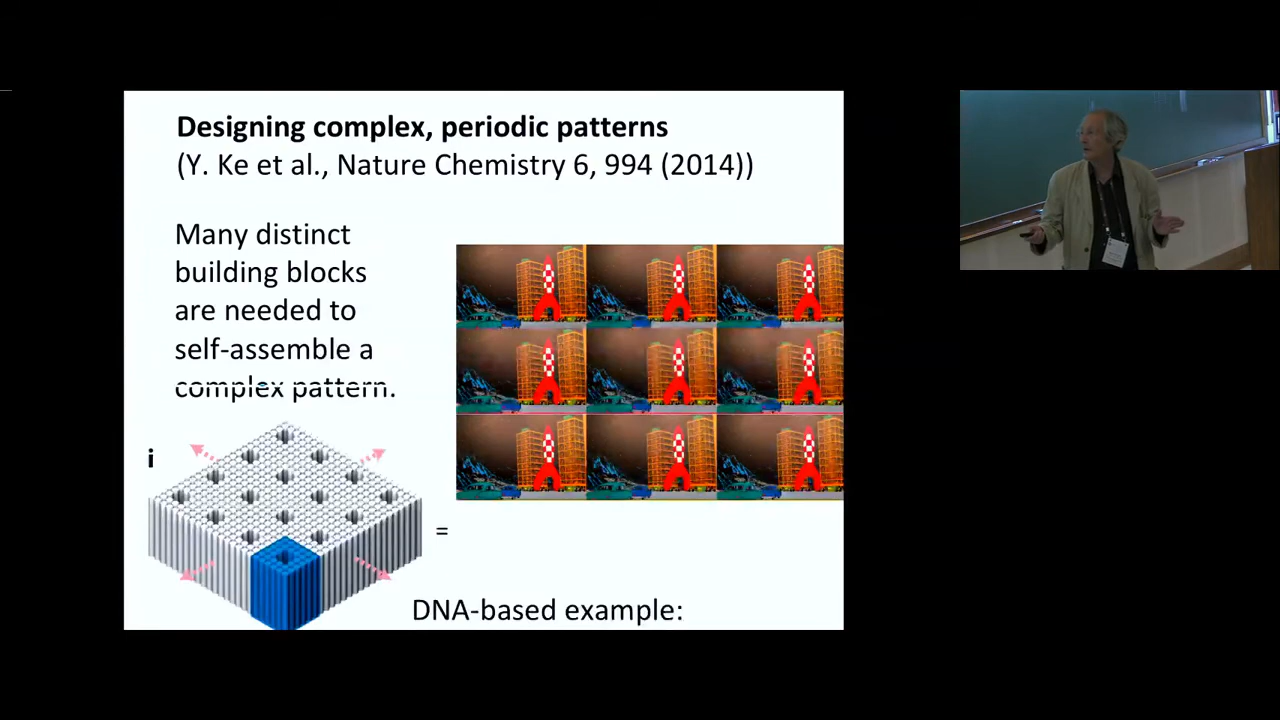 Designing complex, periodic patterns
(Y. Ke et al., Nature Chemistry 6, 994 (2014))
Many distinct
building blocks
are needed to
self-assemble a
complex pattern.
i
=
DNA-based example: